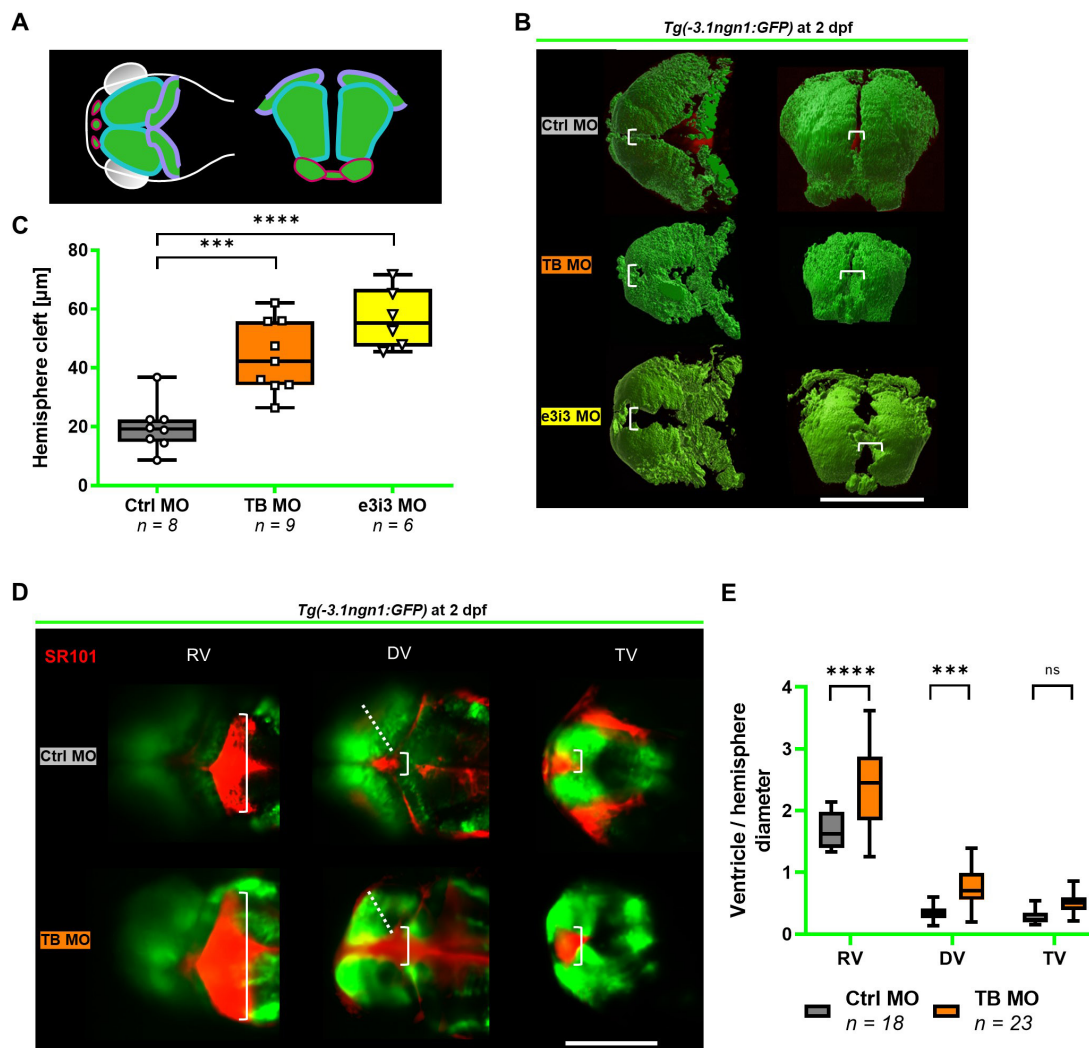 A
B
Tg(-3.1ngn1:GFP) at 2 dpf
Ctrl MO
TB MO
e3i3 MO
C
****
***
Hemisphere cleft [µm]
80
60
40
20
0
Ctrl MO
n = 8
TB MO
n = 9
e3i3 MO
n = 6
D
Tg(-3.1ngn1:GFP) at 2 dpf
SR101
RV
DV
TV
Ctrl MO
TB MO
E
****
***
ns
Ventricle / hemisphere
diameter
4
3
2
1
0
RV
DV
TV
Ctrl MO
n = 18
TB MO
n = 23